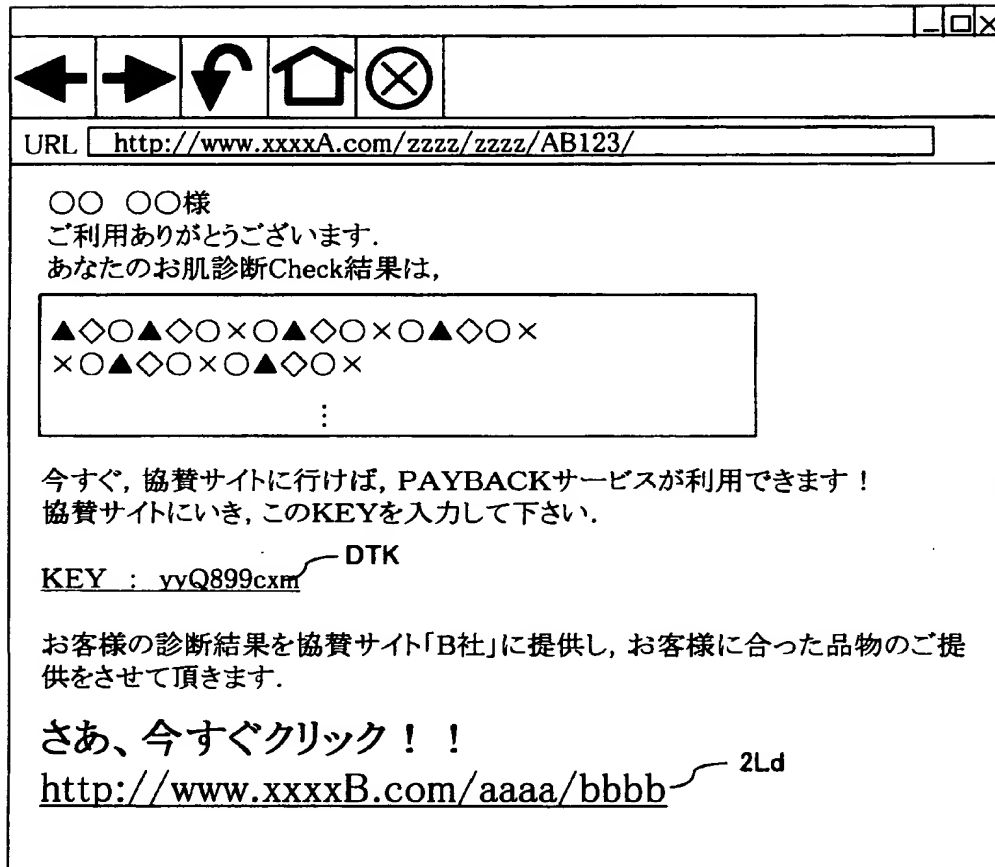 URL http://www.xxxxA.com/zzzz/zzzz/AB123/
○○ ○○様
ご利用ありがとうございます.
あなたのお肌診断Check結果は,
▲◇○▲◇○×○▲◇○×○▲◇○×
×○▲◇○×○▲◇○×
⋮
今すぐ, 協賛サイトに行けば, PAYBACKサービスが利用できます！
協賛サイトにいき, このKEYを入力して下さい.
DTK
KEY : yyQ899cxm
お客様の診断結果を協賛サイト「B社」に提供し, お客様に合った品物のご提
供をさせて頂きます.
さあ、今すぐクリック！！
http://www.xxxxB.com/aaaa/bbbb
2Ld